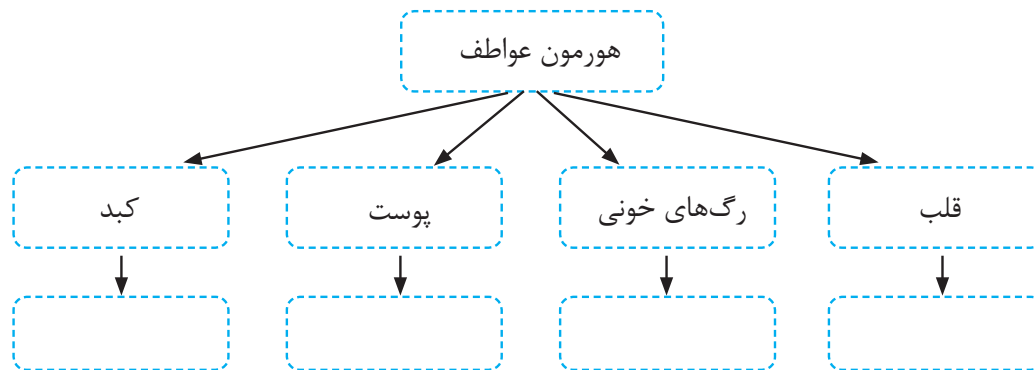 هورمون عواطف
قلب
رگ‌های خونی
پوست
کبد